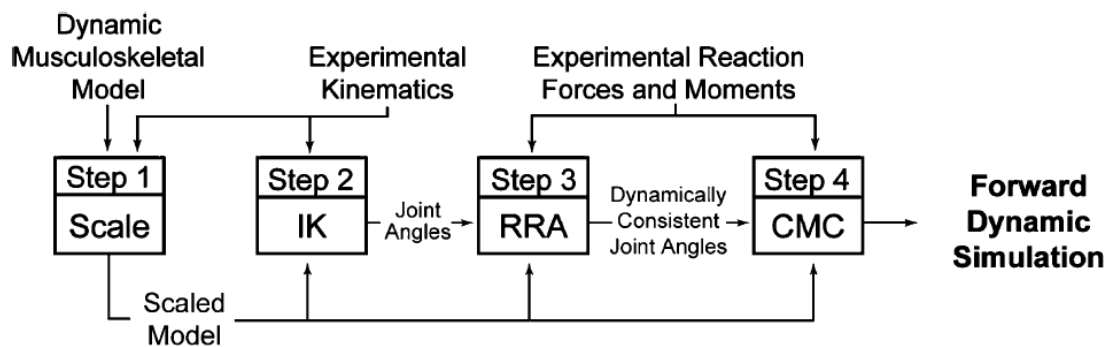 Dynamic
Musculoskeletal
Model
Experimental
Kinematics
Experimental Reaction
Forces and Moments
Step 1
Scale
Step 2
IK
Joint
Angles
Step 3
RRA
Dynamically
Consistent
Joint Angles
Step 4
CMC
Forward
Dynamic
Simulation
Scaled
Model